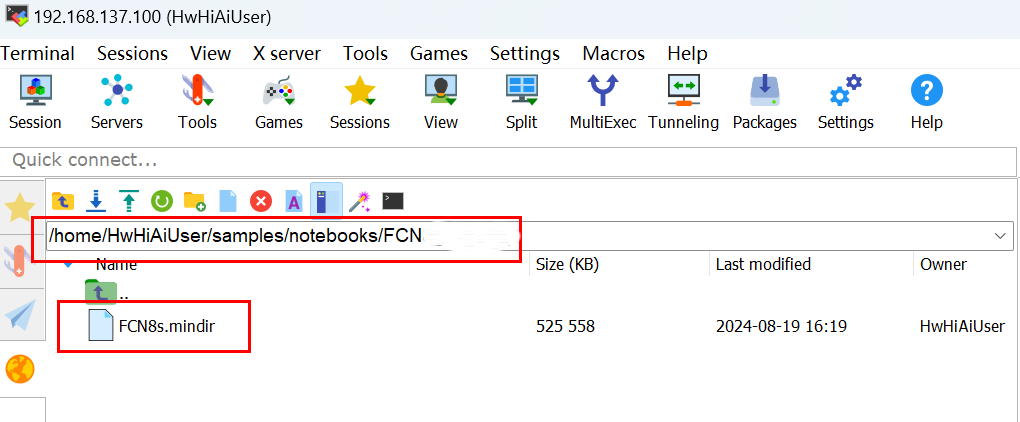 192.168.137.100 (HwHiAiUser)
Terminal Sessions View X server Tools Games Settings Macros Help
Session Servers Tools Games Sessions View Split MultiExec Tunneling Packages Settings Help
Quick connect...
A
/home/HwHiAiUser/samples/notebooks/FCN
Name Size (KB) Last modified Owner
..
FCN8s.mindir 525 558 2024-08-19 16:19 HwHiAiUser